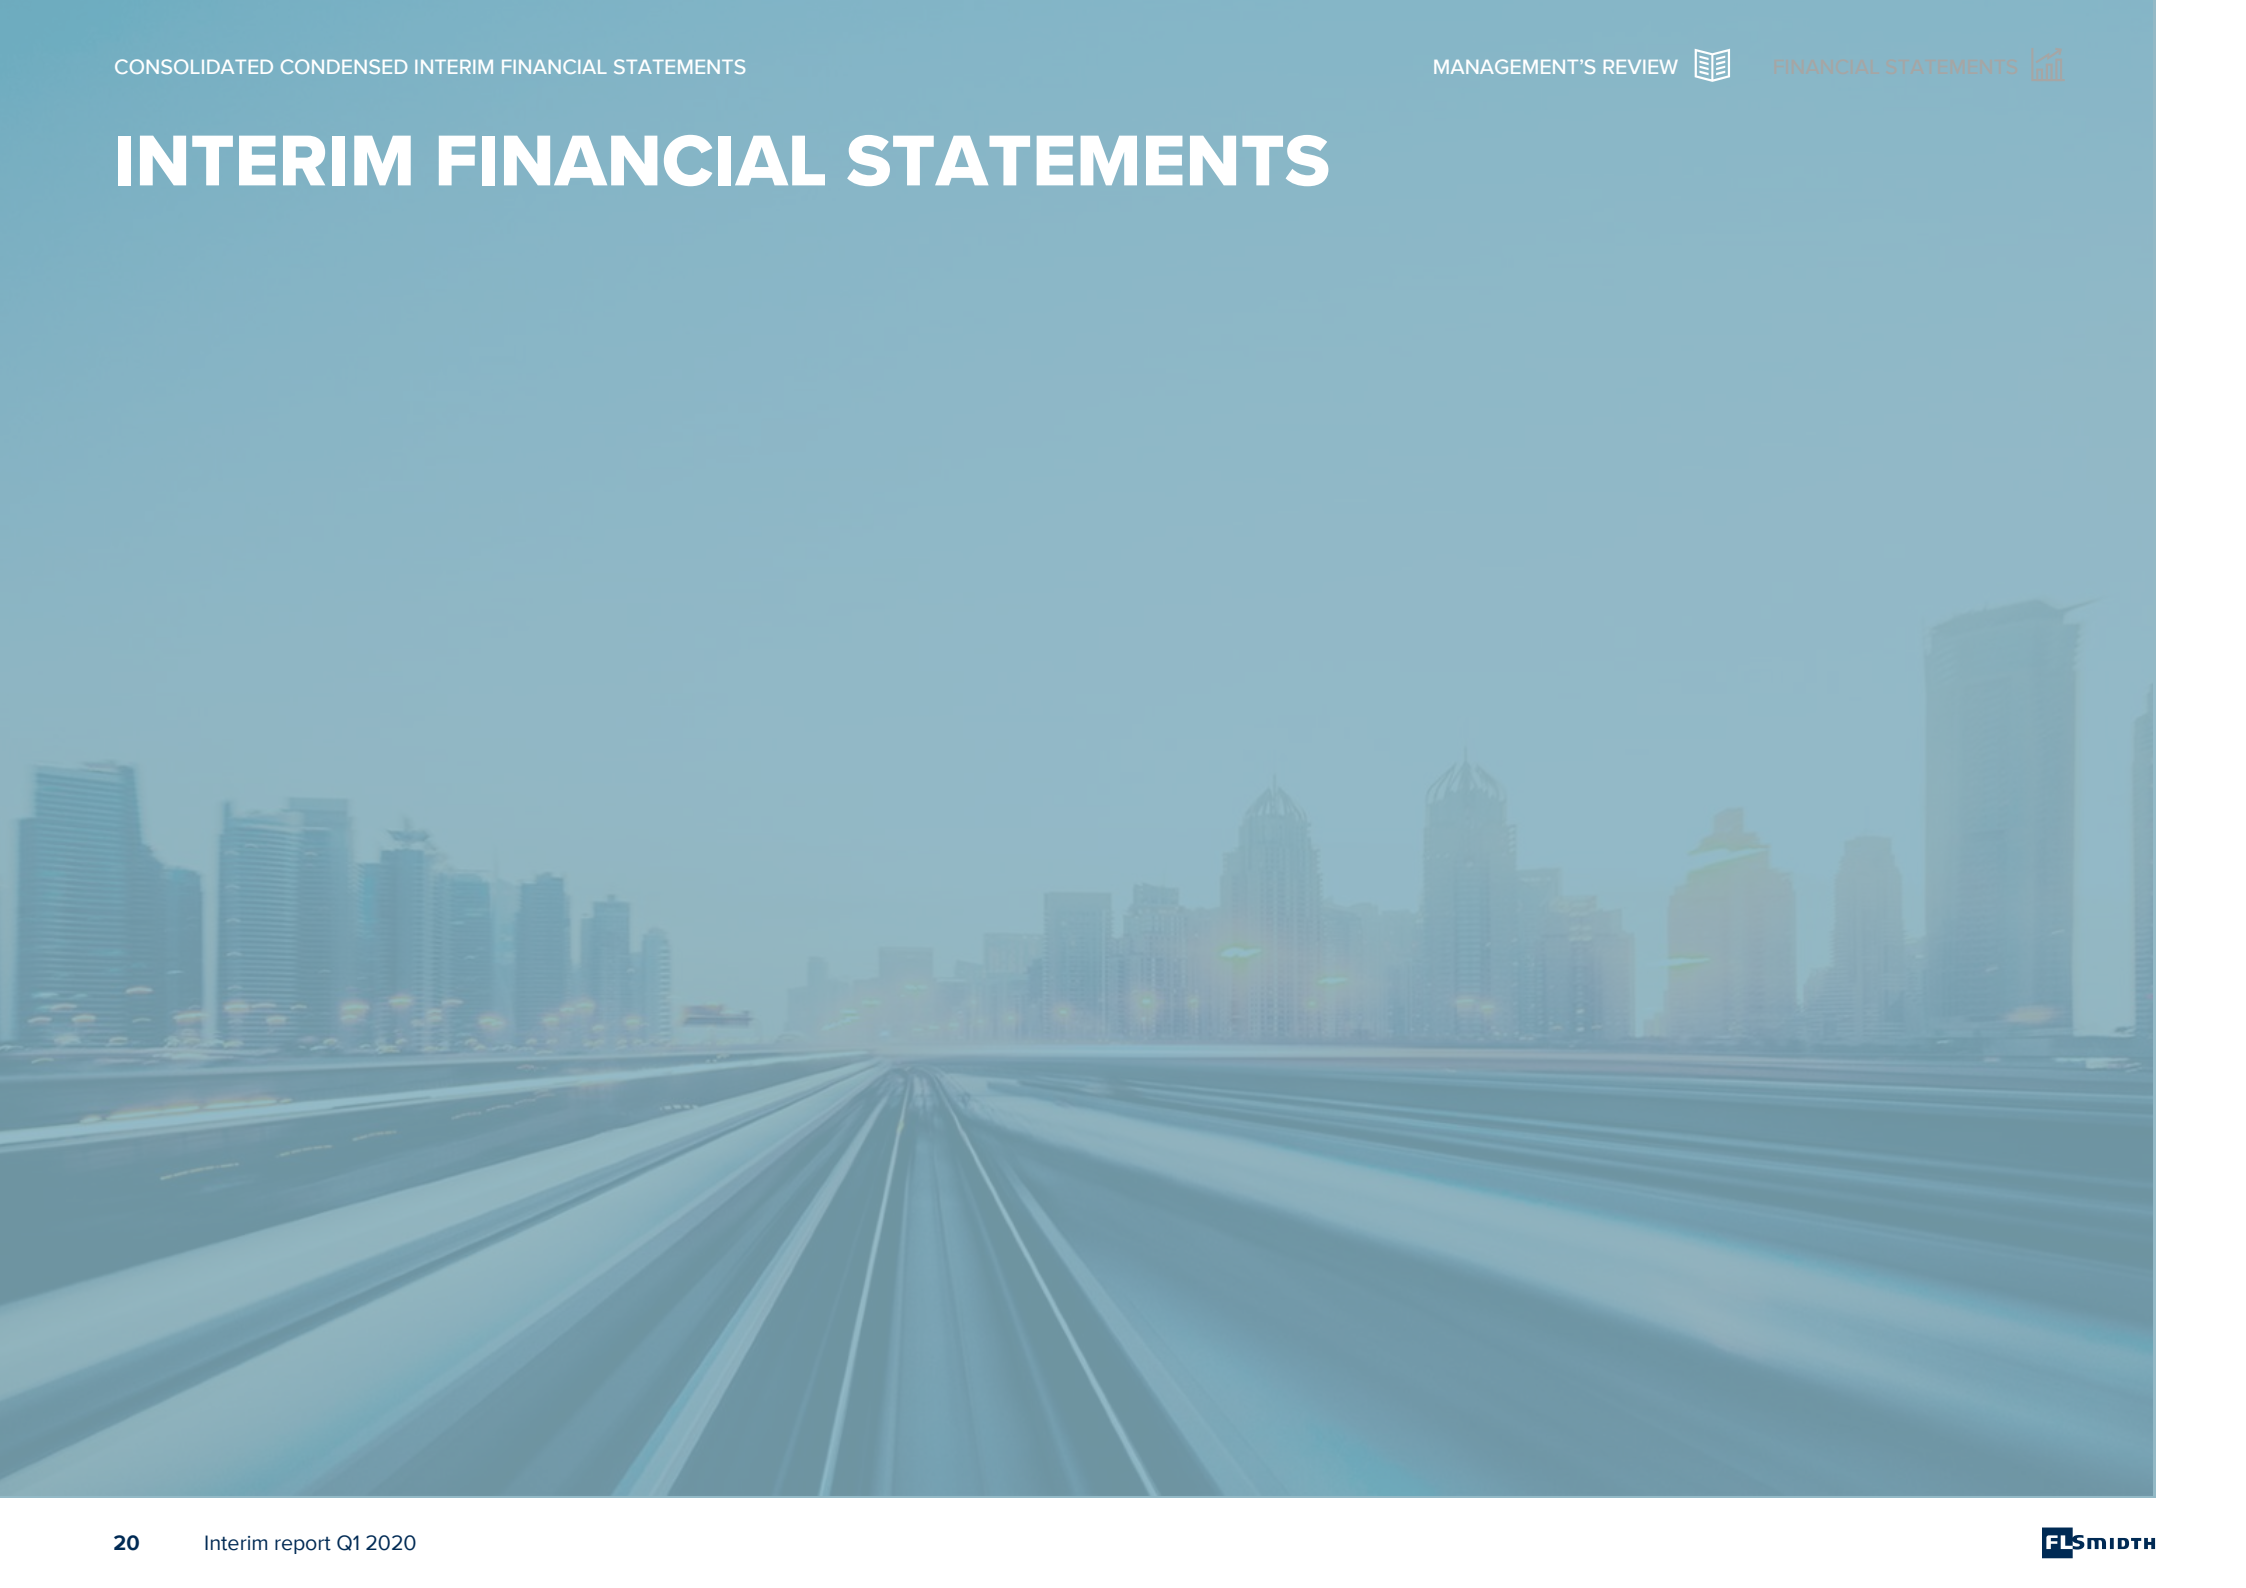 CONSOLIDATED CONDENSED INTERIM FINANCIAL STATEMENTS
MANAGEMENT’S REVIEW
FINANCIAL STATEMENTS
INTERIM FINANCIAL STATEMENTS
20 Interim report Q1 2020
FLSMIDTH